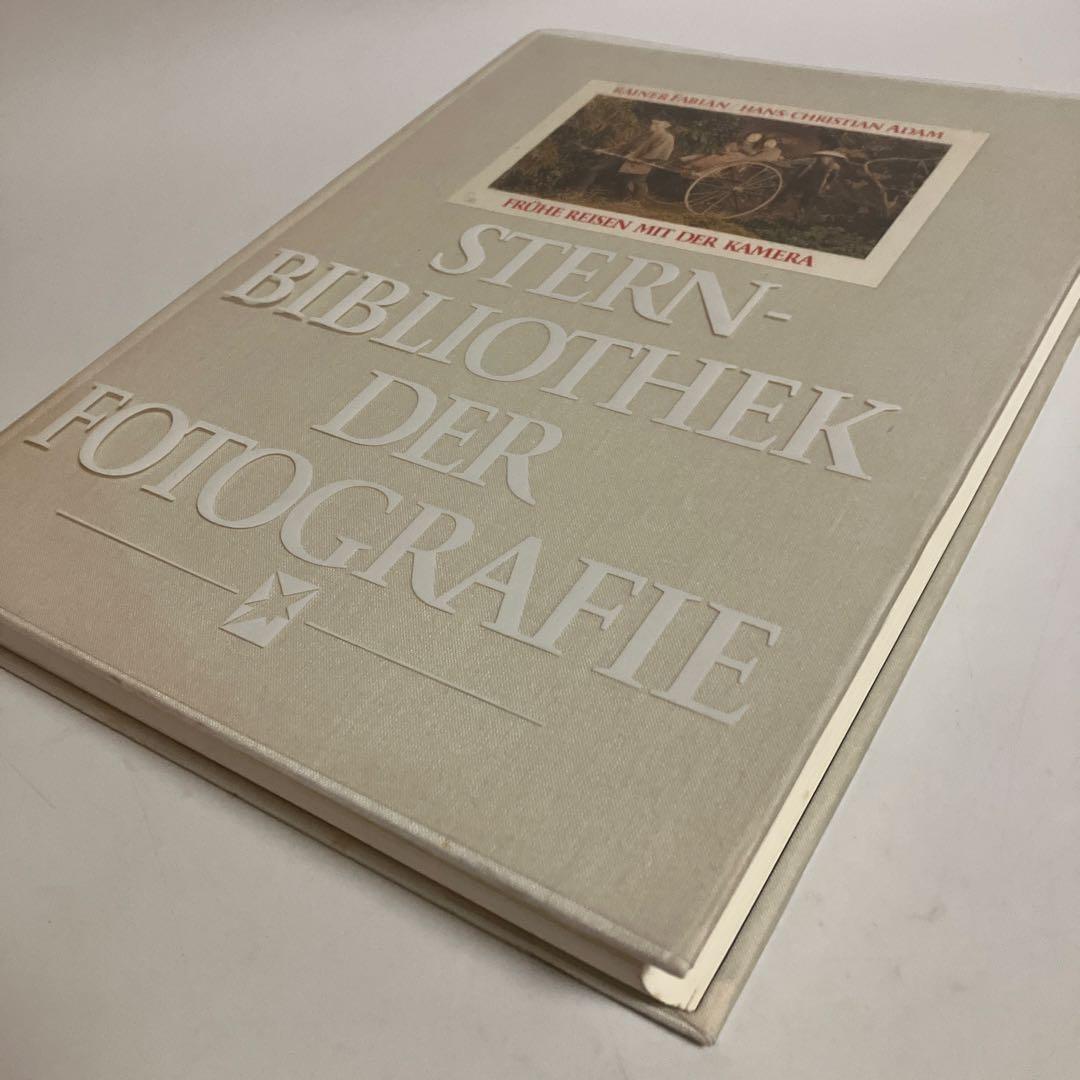 RAINER FABIAN / HANS-CHRISTIAN ADAM
FRÜHE REISEN MIT DER KAMERA
STERN-
BIBLIOTHEK
DER
FOTOGRAFIE